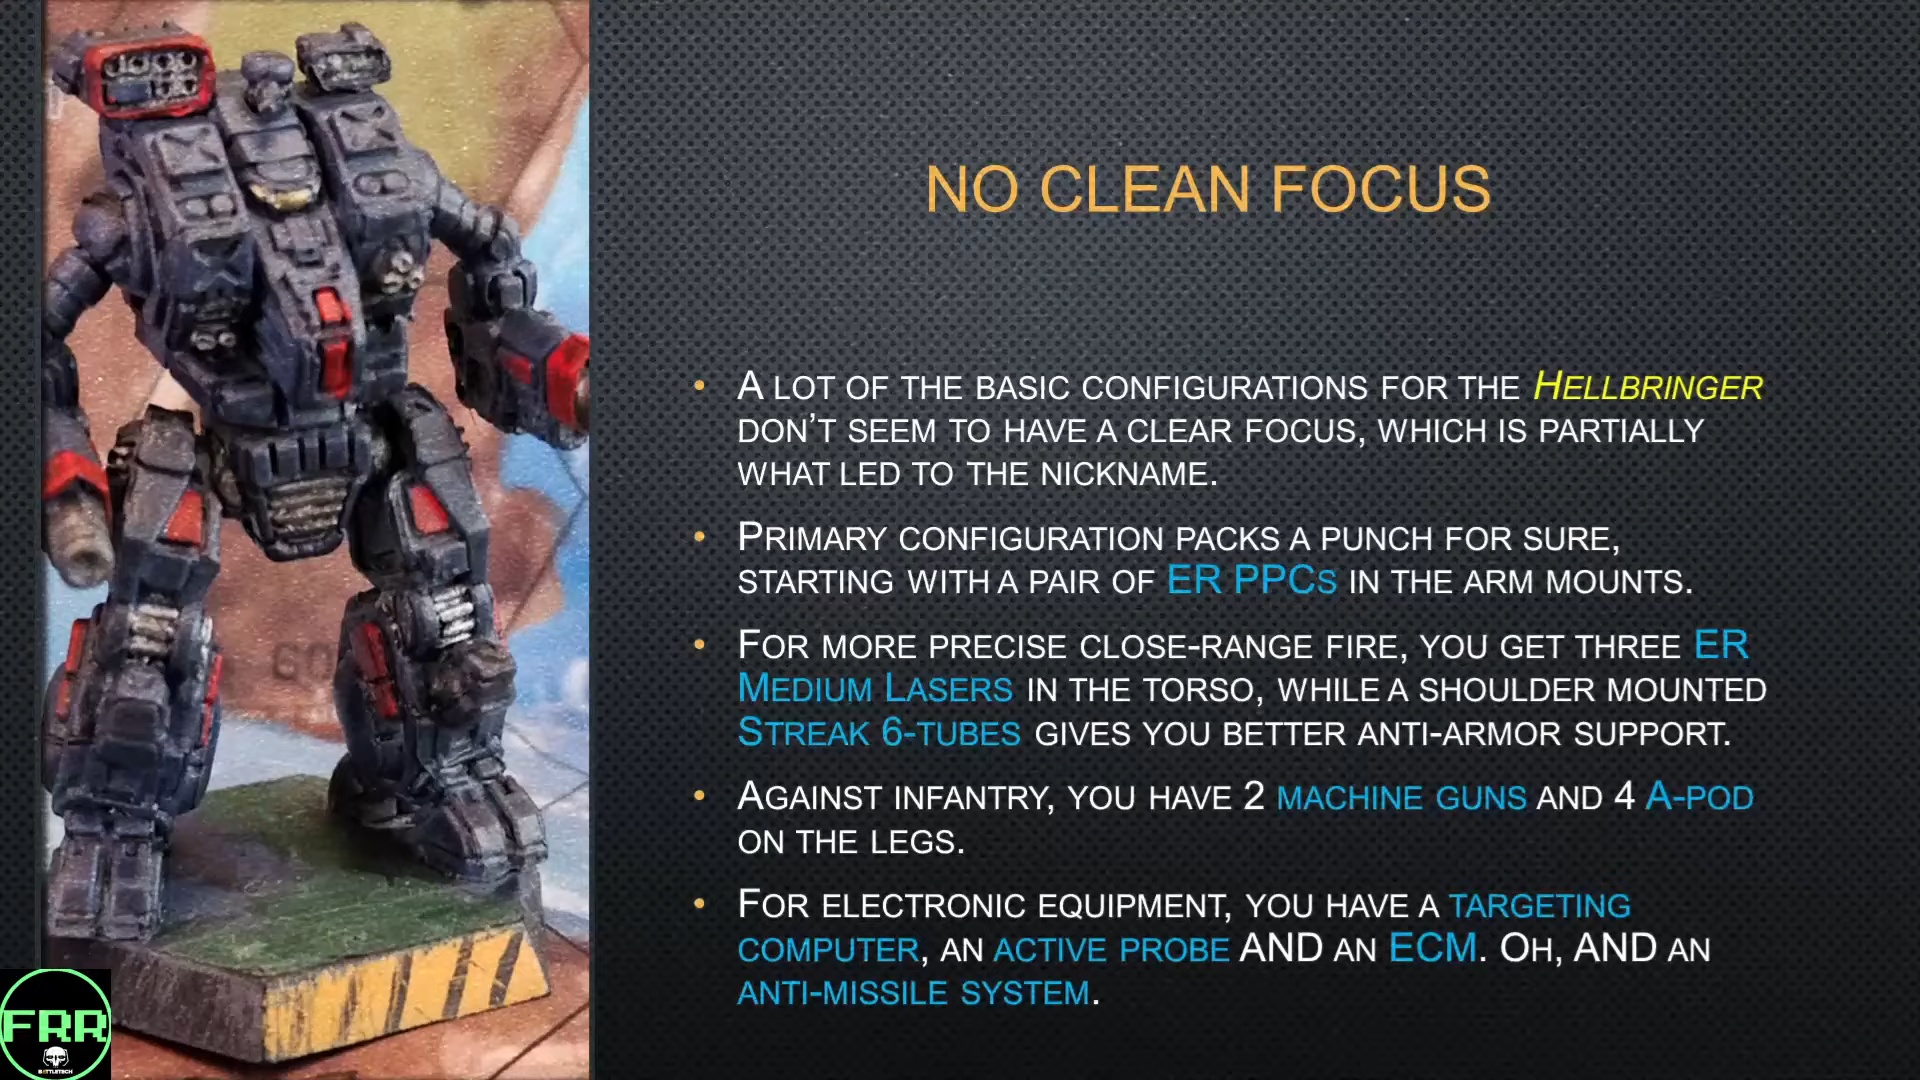 NO CLEAN FOCUS
• A LOT OF THE BASIC CONFIGURATIONS FOR THE HELLBRINGER
DON’T SEEM TO HAVE A CLEAR FOCUS, WHICH IS PARTIALLY
WHAT LED TO THE NICKNAME.
• PRIMARY CONFIGURATION PACKS A PUNCH FOR SURE,
STARTING WITH A PAIR OF ER PPCS IN THE ARM MOUNTS.
• FOR MORE PRECISE CLOSE-RANGE FIRE, YOU GET THREE ER
MEDIUM LASERS IN THE TORSO, WHILE A SHOULDER MOUNTED
STREAK 6-TUBES GIVES YOU BETTER ANTI-ARMOR SUPPORT.
• AGAINST INFANTRY, YOU HAVE 2 MACHINE GUNS AND 4 A-POD
ON THE LEGS.
• FOR ELECTRONIC EQUIPMENT, YOU HAVE A TARGETING
COMPUTER, AN ACTIVE PROBE AND AN ECM. OH, AND AN
ANTI-MISSILE SYSTEM.
FRR
BATTLETECH